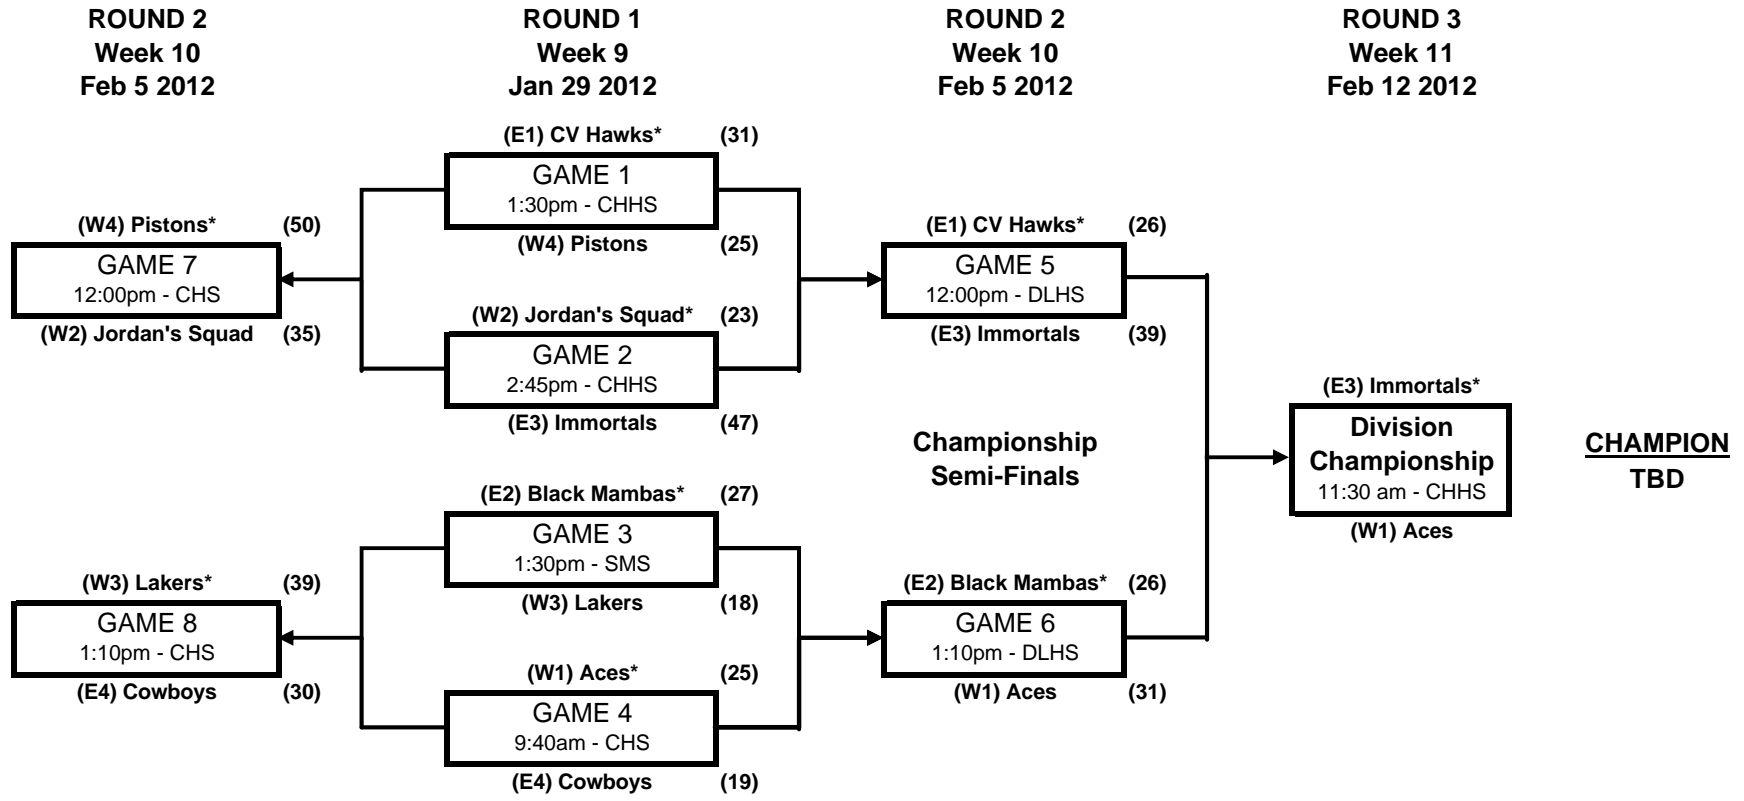 ROUND 2
Week 10
Feb 5 2012
ROUND 1
Week 9
Jan 29 2012
ROUND 2
Week 10
Feb 5 2012
ROUND 3
Week 11
Feb 12 2012
(W4) Pistons* (50)
GAME 7
12:00pm - CHS
(W2) Jordan's Squad (35)
(W3) Lakers* (39)
GAME 8
1:10pm - CHS
(E4) Cowboys (30)
(E1) CV Hawks* (31)
GAME 1
1:30pm - CHHS
(W4) Pistons (25)
(W2) Jordan's Squad* (23)
GAME 2
2:45pm - CHHS
(E3) Immortals (47)
(E2) Black Mambas* (27)
GAME 3
1:30pm - SMS
(W3) Lakers (18)
(W1) Aces* (25)
GAME 4
9:40am - CHS
(E4) Cowboys (19)
(E1) CV Hawks* (26)
GAME 5
12:00pm - DLHS
(E3) Immortals (39)
Championship
Semi-Finals
(E2) Black Mambas* (26)
GAME 6
1:10pm - DLHS
(W1) Aces (31)
(E3) Immortals*
Division
Championship
11:30 am - CHHS
(W1) Aces
CHAMPION
TBD